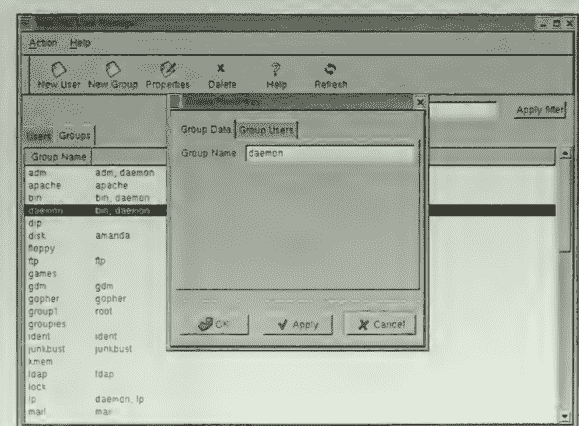 Action Help
New User New Group Properties Delete Help Refresh
Apply filter
Users Groups
Group Name
adm adm, daemon
apache apache
bin bin, daemon
daemon bin, daemon
dip
disk amanda
floppy
ftp ftp
games
gdm gdm
gopher gopher
group1 root
groupies
ident ident
junkbust junkbust
kmem
ldap ldap
lock
lp daemon, lp
mail mail
Group Data Group Users
Group Name daemon
OK Apply Cancel